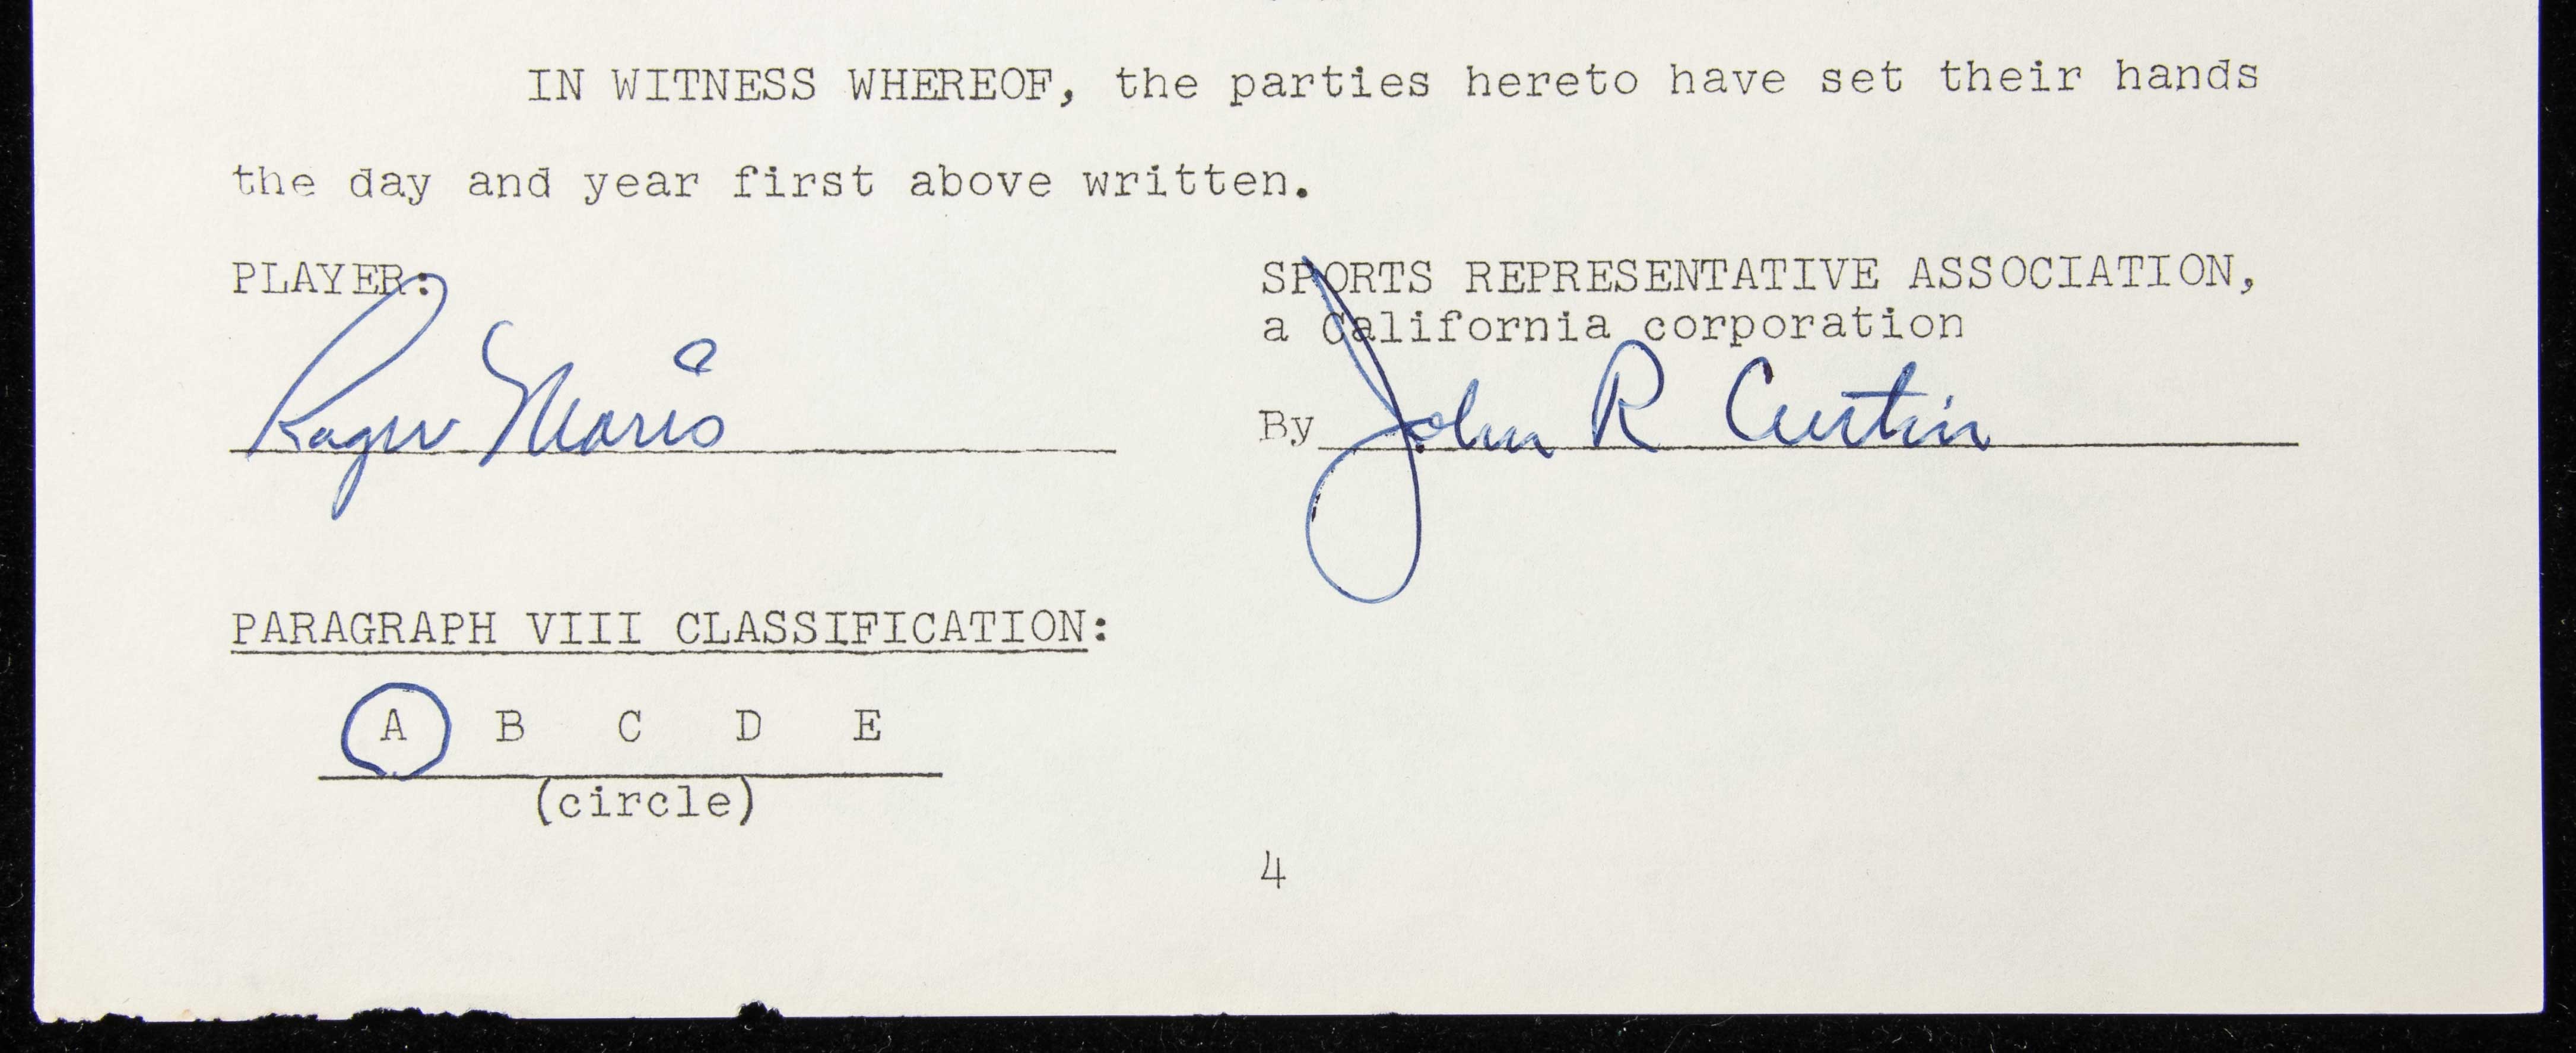 IN WITNESS WHEREOF, the parties hereto have set their hands
the day and year first above written.
PLAYER:
Roger Maris
SPORTS REPRESENTATIVE ASSOCIATION,
a California corporation
By John R Curtin
PARAGRAPH VIII CLASSIFICATION:
A B C D E
(circle)
4